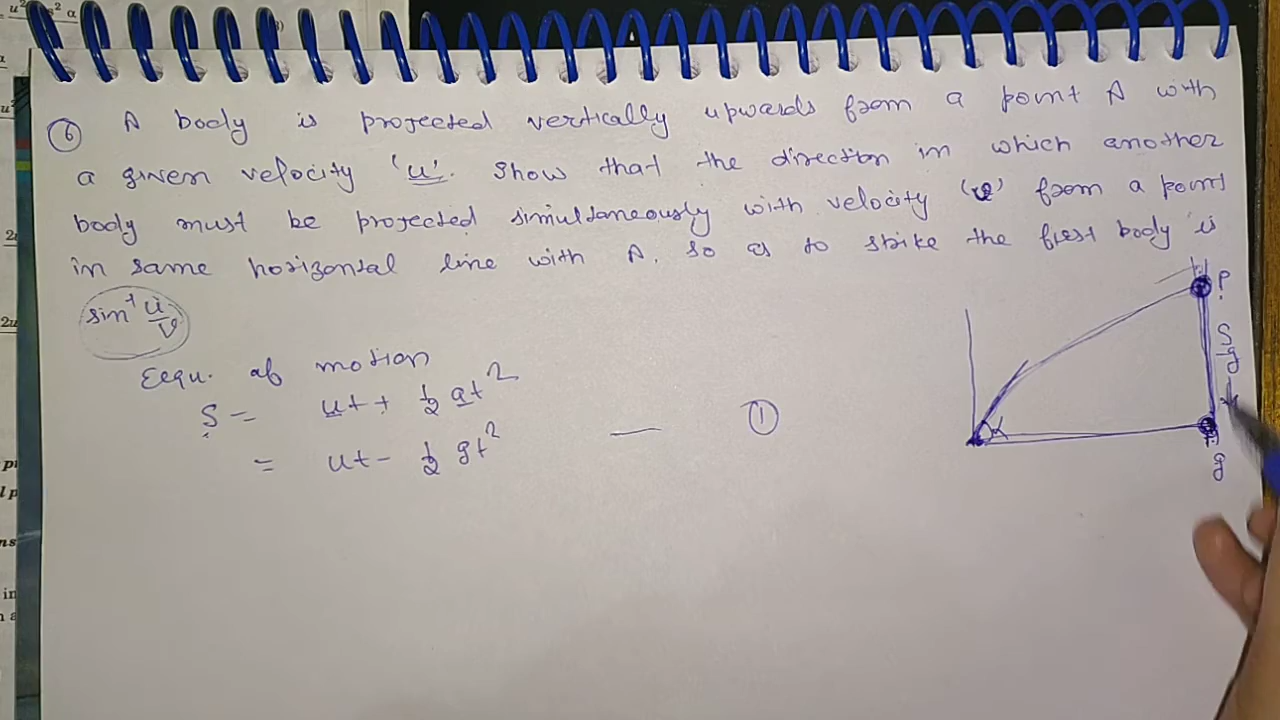 ⑥ A body is projected vertically upwards from a point A with
a given velocity 'u'. Show that the direction in which another
body must be projected simultaneously with velocity 'v' from a point
in same horizontal line with A. so as to strike the first body is
sin⁻¹ u/v
Eequ. of motion
S = ut + ½ at²
= ut - ½ gt² — ①
P
Sy
α
g